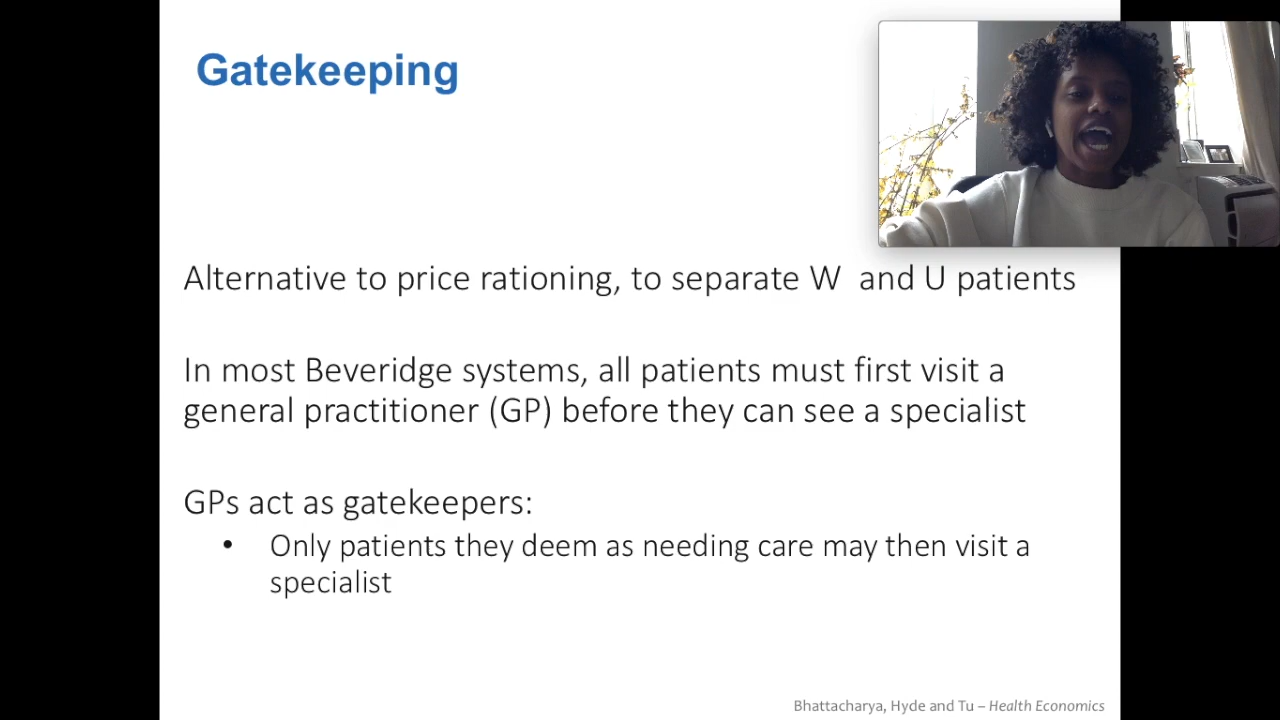 Gatekeeping
Alternative to price rationing, to separate W  and U patients
In most Beveridge systems, all patients must first visit a
general practitioner (GP) before they can see a specialist
GPs act as gatekeepers:
• Only patients they deem as needing care may then visit a
specialist
Bhattacharya, Hyde and Tu – Health Economics